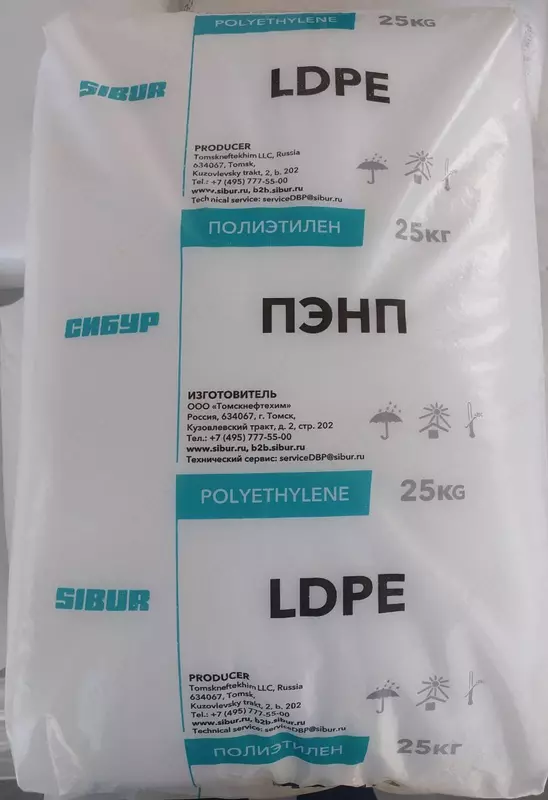 POLYETHYLENE 25KG
SIBUR LDPE
PRODUCER
Tomskneftekhim LLC, Russia
634067, Tomsk,
Kuzovlevsky trakt, 2, b. 202
Tel.: +7 (495) 777-55-00
www.sibur.ru, b2b.sibur.ru
Technical service: serviceDBP@sibur.ru
ПОЛИЭТИЛЕН 25КГ
СИБУР ПЭНП
ИЗГОТОВИТЕЛЬ
ООО «Томскнефтехим»
Россия, 634067, г. Томск,
Кузовлевский тракт, д. 2, стр. 202
Тел.: +7 (495) 777-55-00
www.sibur.ru, b2b.sibur.ru
Технический сервис: serviceDBP@sibur.ru
POLYETHYLENE 25KG
SIBUR LDPE
PRODUCER
Tomskneftekhim LLC, Russia
634067, Tomsk,
Kuzovlevsky trakt, 2, b. 202
Tel.: +7 (495) 777-55-00
www.sibur.ru, b2b.sibur.ru
Technical service: serviceDBP@sibur.ru
ПОЛИЭТИЛЕН 25КГ